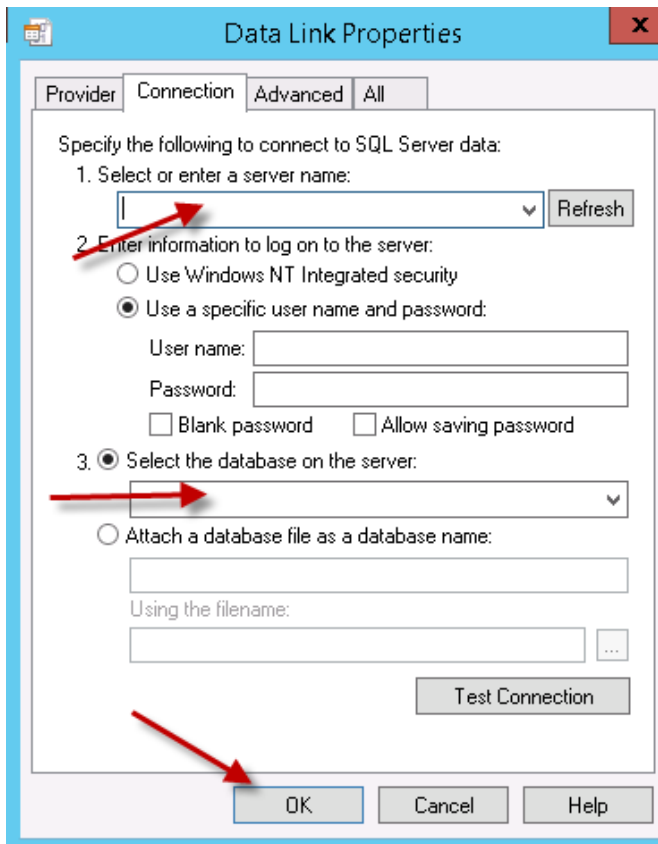 Data Link Properties
x
Provider Connection Advanced All
Specify the following to connect to SQL Server data:
1. Select or enter a server name:
Refresh
2. Enter information to log on to the server:
Use Windows NT Integrated security
Use a specific user name and password:
User name:
Password:
Blank password Allow saving password
3. Select the database on the server:
Attach a database file as a database name:
Using the filename:
...
Test Connection
OK Cancel Help